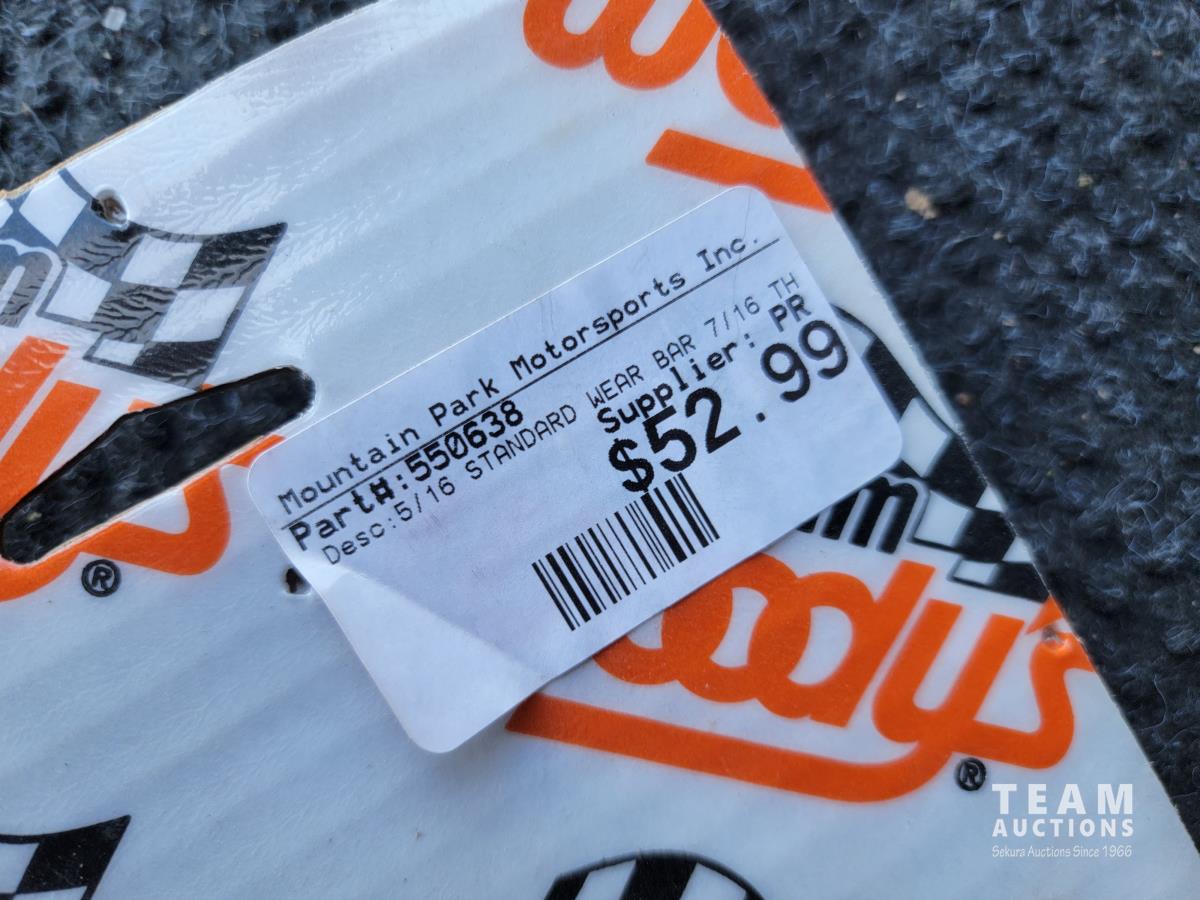 Mountain Park Motorsports Inc.
Part#:550638
Desc:5/16 STANDARD WEAR BAR 7/16 TH
Supplier: PR
$52.99
Woody's
®
®
TEAM
AUCTIONS
Sekura Auctions Since 1966